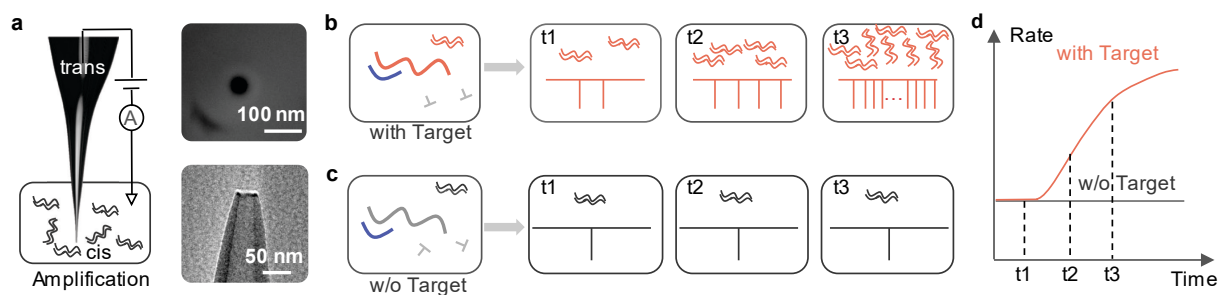 a
trans
A
cis
Amplification
100 nm
50 nm
b
with Target
t1
t2
t3
...
c
w/o Target
t1
t2
t3
d
Rate
with Target
w/o Target
t1
t2
t3
Time